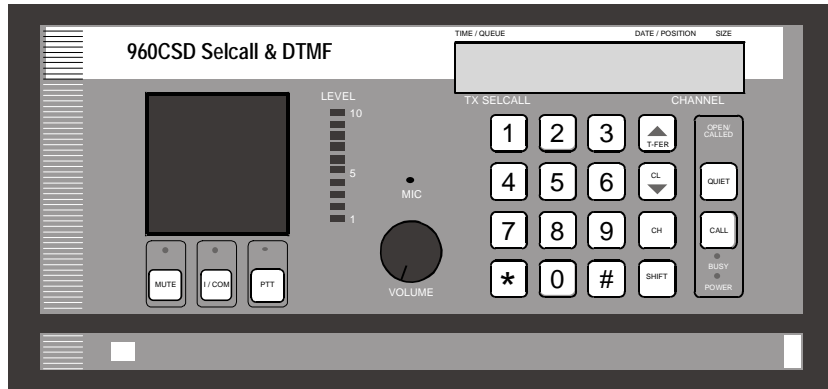 TIME / QUEUE DATE / POSITION SIZE
960CSD Selcall & DTMF
LEVEL
10
5
1
MIC
VOLUME
MUTE I / COM PTT
TX SELCALL CHANNEL
1 2 3 T-FER
4 5 6 CL
7 8 9 CH
* 0 # SHIFT
OPEN/
CALLED
QUIET
CALL
BUSY
POWER